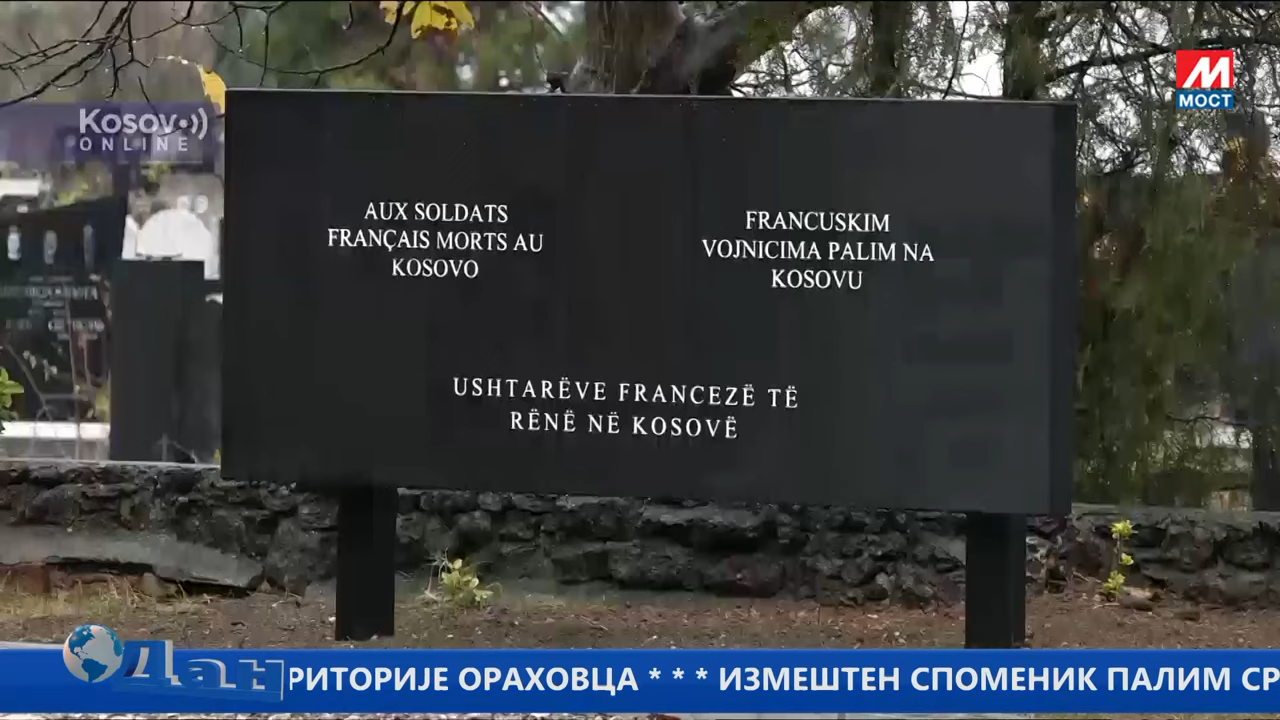 Kosovo
ONLINE
М
МОСТ
AUX SOLDATS
FRANÇAIS MORTS AU
KOSOVO
FRANCUSKIM
VOJNICIMA PALIM NA
KOSOVU
USHTARËVE FRANCEZË TË
RËNË NË KOSOVË
Дан
РИТОРИЈЕ ОРАХОВЦА * * * ИЗМЕШТЕН СПОМЕНИК ПАЛИМ СР